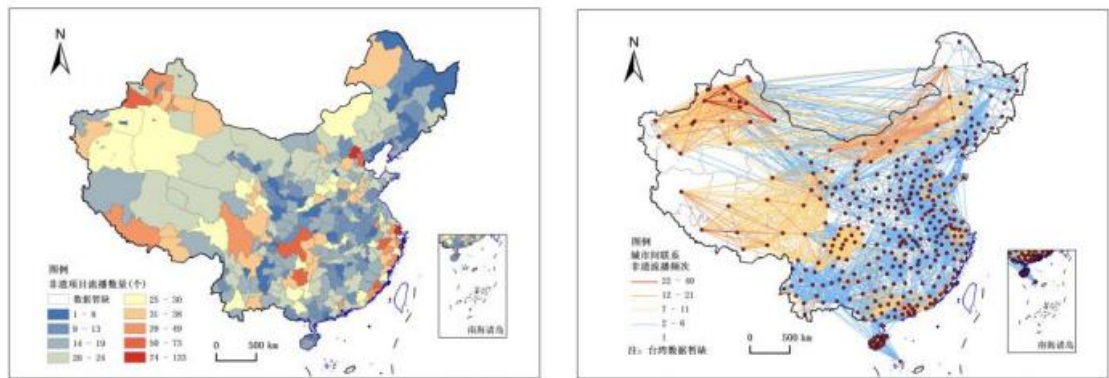 N
图例
非遗项目流播数量(个)
数据暂缺
1 - 8
9 - 13
14 - 19
20 - 24
25 - 30
31 - 38
39 - 49
50 - 73
74 - 133
0 500 km
南海诸岛
N
图例
城市间联系
非遗流播频次
22 - 40
12 - 21
7 - 11
2 - 6
1
注：台湾数据暂缺
0 500 km
南海诸岛